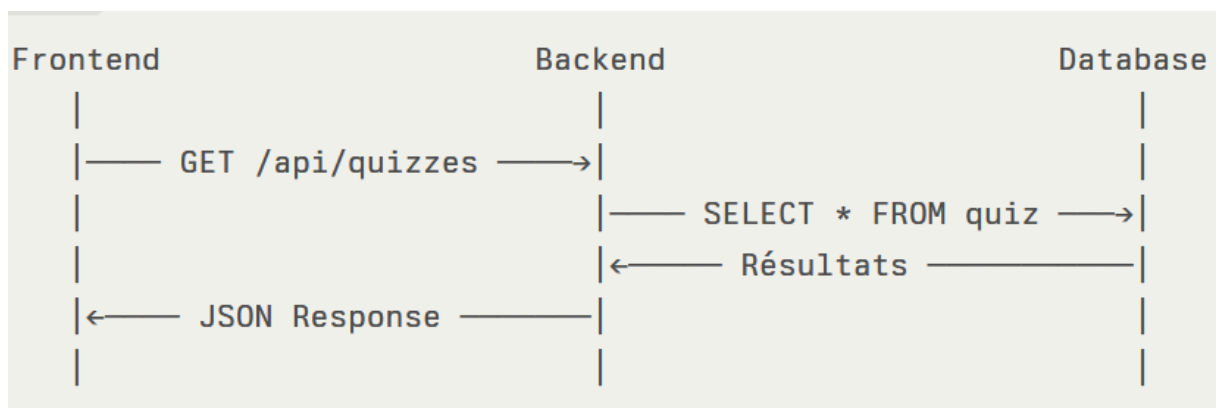 Frontend Backend Database
GET /api/quizzes
SELECT * FROM quiz
Résultats
JSON Response